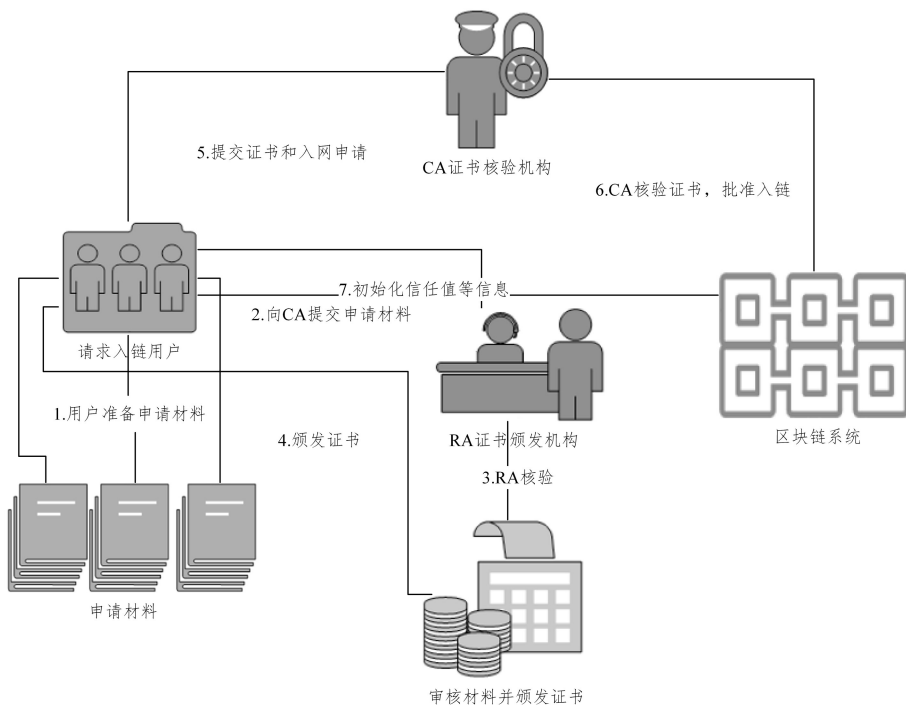 CA证书核验机构
5.提交证书和入网申请
6.CA核验证书，批准入链
7.初始化信任值等信息
2.向CA提交申请材料
请求入链用户
1.用户准备申请材料
4.颁发证书
RA证书颁发机构
区块链系统
3.RA核验
申请材料
审核材料并颁发证书